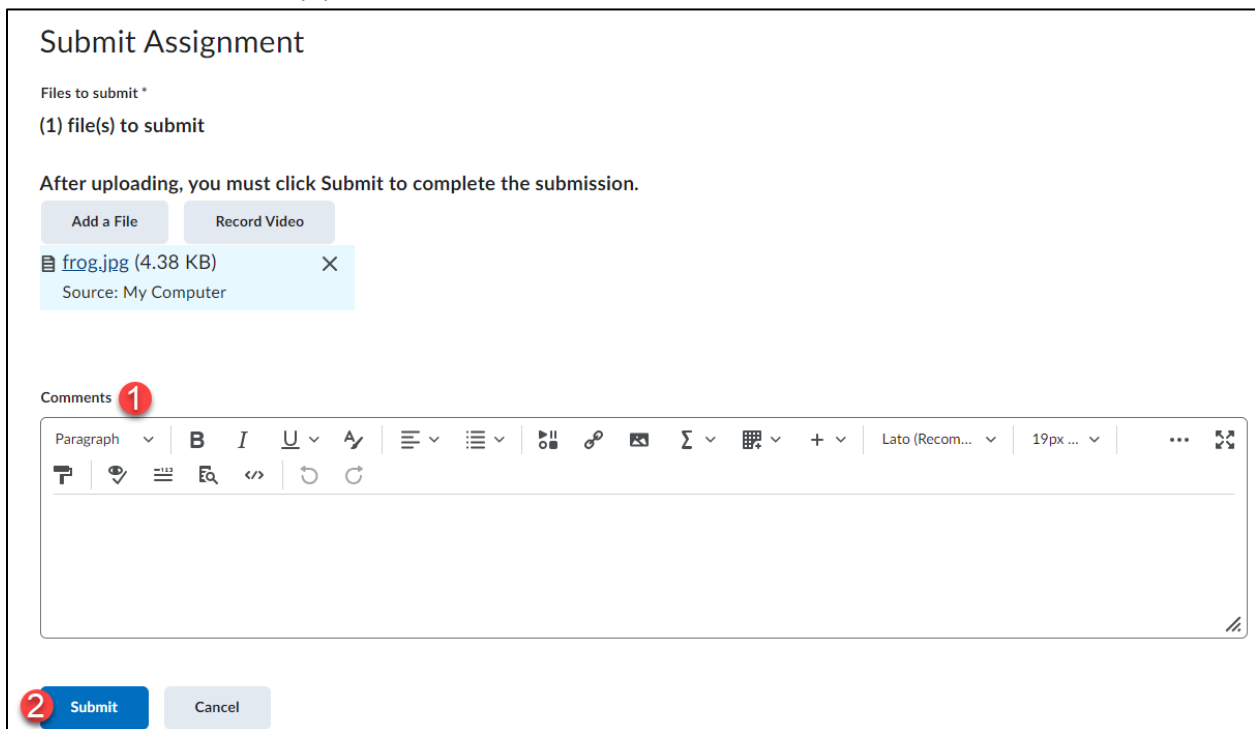 Submit Assignment
Files to submit *
(1) file(s) to submit
After uploading, you must click Submit to complete the submission.
Add a File Record Video
frog.jpg (4.38 KB)
Source: My Computer
Comments 1
Paragraph B I U A Σ + Lato (Recom... 19px ... ...
</>
2 Submit Cancel